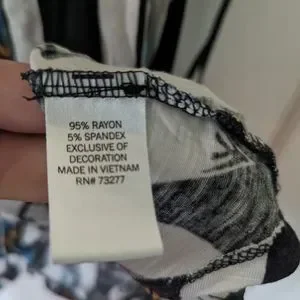 95% RAYON
5% SPANDEX
EXCLUSIVE OF
DECORATION
MADE IN VIETNAM
RN# 73277